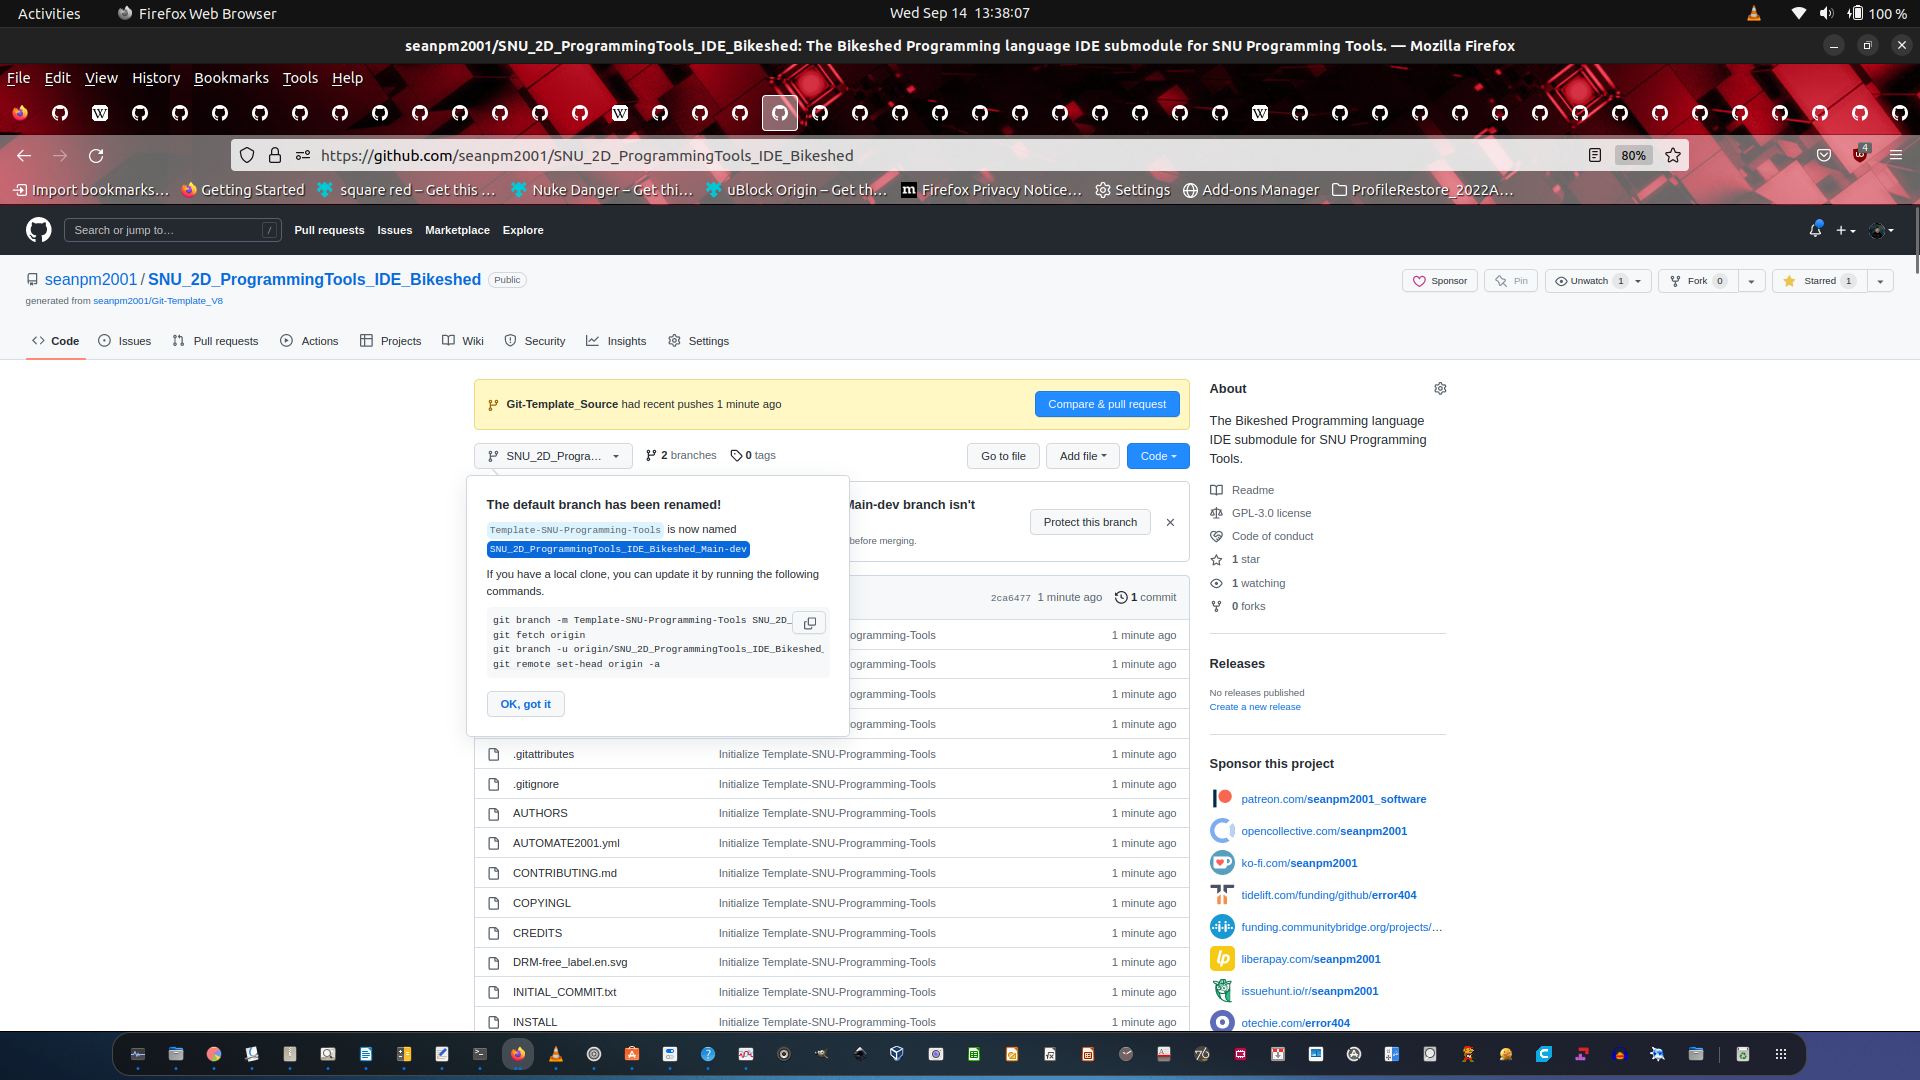 Activities
Firefox Web Browser
Wed Sep 14 13:38:07
100 %
seanpm2001/SNU_2D_ProgrammingTools_IDE_Bikeshed: The Bikeshed Programming language IDE submodule for SNU Programming Tools. — Mozilla Firefox
File Edit View History Bookmarks Tools Help
https://github.com/seanpm2001/SNU_2D_ProgrammingTools_IDE_Bikeshed
80%
4
Import bookmarks… Getting Started square red – Get this … Nuke Danger – Get thi… uBlock Origin – Get th… Firefox Privacy Notice… Settings Add-ons Manager ProfileRestore_2022A…
Search or jump to… /
Pull requests Issues Marketplace Explore
seanpm2001 / SNU_2D_ProgrammingTools_IDE_Bikeshed Public
Sponsor Pin Unwatch 1 Fork 0 Starred 1
generated from seanpm2001/Git-Template_V8
Code Issues Pull requests Actions Projects Wiki Security Insights Settings
Git-Template_Source had recent pushes 1 minute ago
Compare & pull request
SNU_2D_Progra… 2 branches 0 tags
Go to file Add file Code
The default branch has been renamed!
Template-SNU-Programming-Tools is now named
SNU_2D_ProgrammingTools_IDE_Bikeshed_Main-dev
If you have a local clone, you can update it by running the following
commands.
git branch -m Template-SNU-Programming-Tools SNU_2D_
git fetch origin
git branch -u origin/SNU_2D_ProgrammingTools_IDE_Bikeshed_
git remote set-head origin -a
OK, got it
Main-dev branch isn't
before merging.
Protect this branch
2ca6477 1 minute ago 1 commit
ogramming-Tools 1 minute ago
ogramming-Tools 1 minute ago
ogramming-Tools 1 minute ago
ogramming-Tools 1 minute ago
.gitattributes Initialize Template-SNU-Programming-Tools 1 minute ago
.gitignore Initialize Template-SNU-Programming-Tools 1 minute ago
AUTHORS Initialize Template-SNU-Programming-Tools 1 minute ago
AUTOMATE2001.yml Initialize Template-SNU-Programming-Tools 1 minute ago
CONTRIBUTING.md Initialize Template-SNU-Programming-Tools 1 minute ago
COPYINGL Initialize Template-SNU-Programming-Tools 1 minute ago
CREDITS Initialize Template-SNU-Programming-Tools 1 minute ago
DRM-free_label.en.svg Initialize Template-SNU-Programming-Tools 1 minute ago
INITIAL_COMMIT.txt Initialize Template-SNU-Programming-Tools 1 minute ago
INSTALL Initialize Template-SNU-Programming-Tools 1 minute ago
About
The Bikeshed Programming language
IDE submodule for SNU Programming
Tools.
Readme
GPL-3.0 license
Code of conduct
1 star
1 watching
0 forks
Releases
No releases published
Create a new release
Sponsor this project
patreon.com/seanpm2001_software
opencollective.com/seanpm2001
ko-fi.com/seanpm2001
tidelift.com/funding/github/error404
funding.communitybridge.org/projects/…
liberapay.com/seanpm2001
issuehunt.io/r/seanpm2001
otechie.com/error404